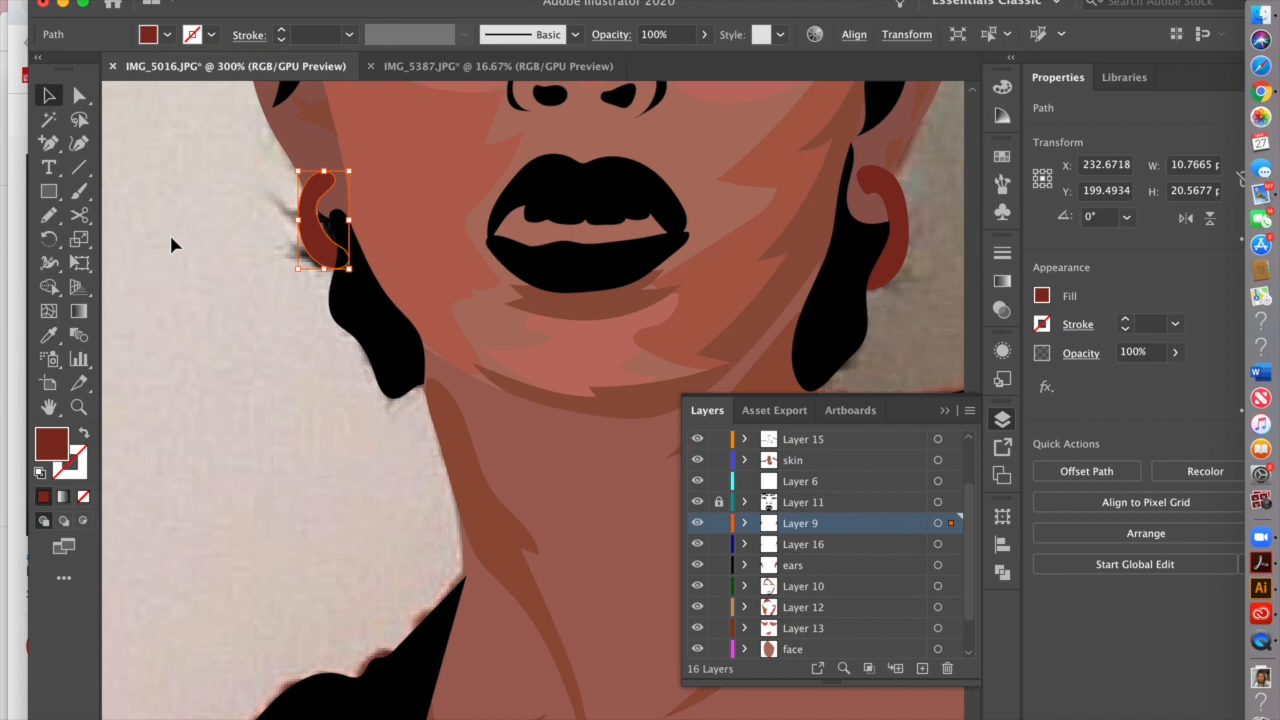 Adobe Illustrator 2020
Essentials Classic
Search Adobe Stock
Path
Stroke:
Basic
Opacity: 100%
Style:
Align
Transform
× IMG_5016.JPG* @ 300% (RGB/GPU Preview)
× IMG_5387.JPG* @ 16.67% (RGB/GPU Preview)
Properties
Libraries
Path
Transform
X: 232.6718
W: 10.7665 p
Y: 199.4934
H: 20.5677 p
0°
Appearance
Fill
Stroke
Opacity 100%
fx.
Quick Actions
Offset Path
Recolor
Align to Pixel Grid
Arrange
Start Global Edit
Layers
Asset Export
Artboards
Layer 15
skin
Layer 6
Layer 11
Layer 9
Layer 16
ears
Layer 10
Layer 12
Layer 13
face
16 Layers
27
Ai